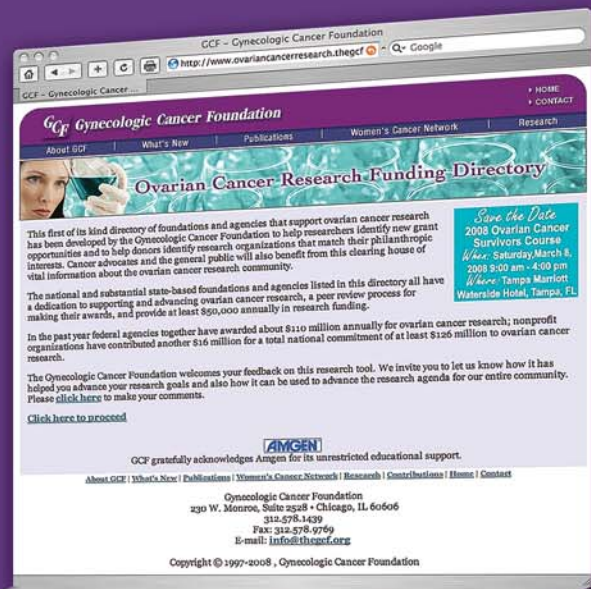 GCF – Gynecologic Cancer Foundation
http://www.ovariancancerresearch.thegcf
Q- Google
GCF – Gynecologic Cancer ...
GCF Gynecologic Cancer Foundation
HOME
CONTACT
About GCF | What's New | Publications | Women's Cancer Network | Research
Ovarian Cancer Research Funding Directory
This first of its kind directory of foundations and agencies that support ovarian cancer research
has been developed by the Gynecologic Cancer Foundation to help researchers identify new grant
opportunities and to help donors identify research organizations that match their philanthropic
interests. Cancer advocates and the general public will also benefit from this clearing house of
vital information about the ovarian cancer research community.
Save the Date
2008 Ovarian Cancer
Survivors Course
When: Saturday,March 8,
2008 9:00 am - 4:00 pm
Where: Tampa Marriott
Waterside Hotel, Tampa, FL
The national and substantial state-based foundations and agencies listed in this directory all have
a dedication to supporting and advancing ovarian cancer research, a peer review process for
making their awards, and provide at least $50,000 annually in research funding.
In the past year federal agencies together have awarded about $110 million annually for ovarian cancer research; nonprofit
organizations have contributed another $16 million for a total national commitment of at least $126 million to ovarian cancer
research.
The Gynecologic Cancer Foundation welcomes your feedback on this research tool. We invite you to let us know how it has
helped you advance your research goals and also how it can be used to advance the research agenda for our entire community.
Please click here to make your comments.
Click here to proceed
AMGEN
GCF gratefully acknowledges Amgen for its unrestricted educational support.
About GCF | What's New | Publications | Women's Cancer Network | Research | Contributions | Home | Contact
Gynecologic Cancer Foundation
230 W. Monroe, Suite 2528 • Chicago, IL 60606
312.578.1439
Fax: 312.578.9769
E-mail: info@thegcf.org
Copyright © 1997-2008 , Gynecologic Cancer Foundation